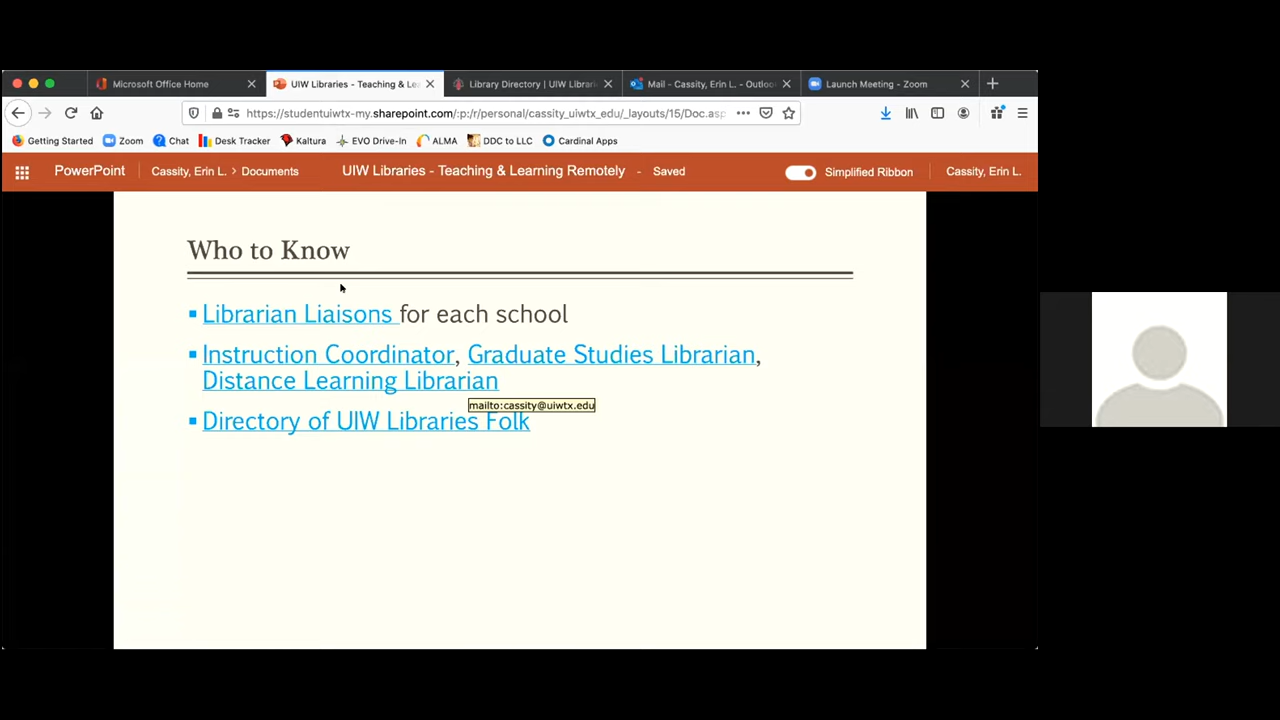 Microsoft Office Home
UIW Libraries - Teaching & Le
Library Directory | UIW Librari
Mail - Cassity, Erin L. - Outloo
Launch Meeting - Zoom
https://studentuiwtx-my.sharepoint.com/:p:/r/personal/cassity_uiwtx_edu/_layouts/15/Doc.asp
Getting Started
Zoom
Chat
Desk Tracker
Kaltura
EVO Drive-In
ALMA
DDC to LLC
Cardinal Apps
PowerPoint
Cassity, Erin L. > Documents
UIW Libraries - Teaching & Learning Remotely - Saved
Simplified Ribbon
Cassity, Erin L.
Who to Know
▪ Librarian Liaisons for each school
▪ Instruction Coordinator, Graduate Studies Librarian,
Distance Learning Librarian
mailto:cassity@uiwtx.edu
▪ Directory of UIW Libraries Folk